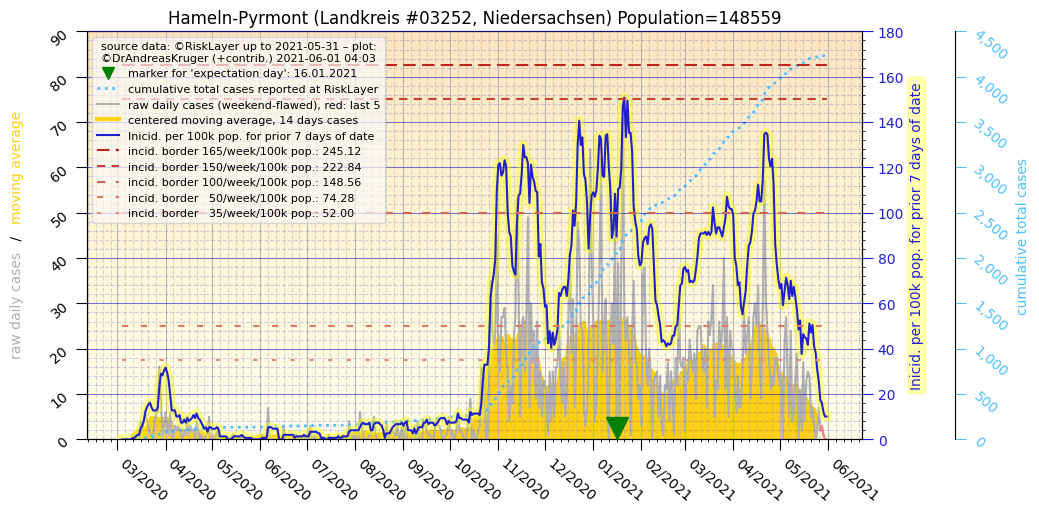 Hameln-Pyrmont (Landkreis #03252, Niedersachsen) Population=148559
source data: ©RiskLayer up to 2021-05-31 – plot:
©DrAndreasKruger (+contrib.) 2021-06-01 04:03
marker for 'expectation day': 16.01.2021
cumulative total cases reported at RiskLayer
raw daily cases (weekend-flawed), red: last 5
centered moving average, 14 days cases
Inicid. per 100k pop. for prior 7 days of date
incid. border 165/week/100k pop.: 245.12
incid. border 150/week/100k pop.: 222.84
incid. border 100/week/100k pop.: 148.56
incid. border   50/week/100k pop.: 74.28
incid. border   35/week/100k pop.: 52.00
raw daily cases / moving average
90
80
70
60
50
40
30
20
10
0
03/2020
04/2020
05/2020
06/2020
07/2020
08/2020
09/2020
10/2020
11/2020
12/2020
01/2021
02/2021
03/2021
04/2021
05/2021
06/2021
180
160
140
120
100
80
60
40
20
0
Inicid. per 100k pop. for prior 7 days of date
4,500
4,000
3,500
3,000
2,500
2,000
1,500
1,000
500
0
cumulative total cases